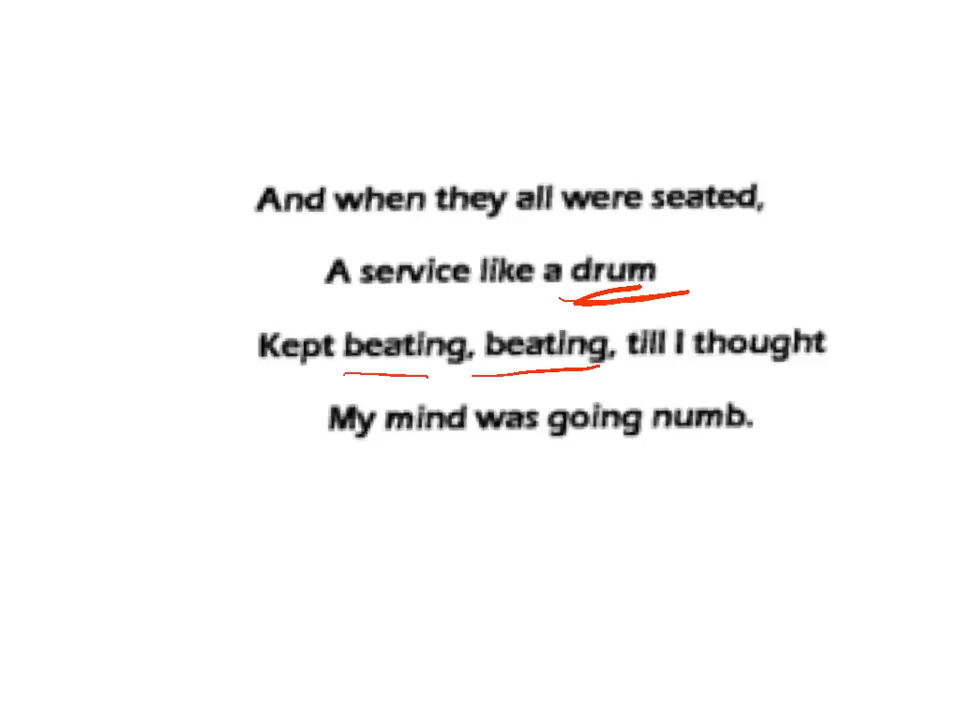 And when they all were seated,
A service like a drum
Kept beating, beating, till I thought
My mind was going numb.